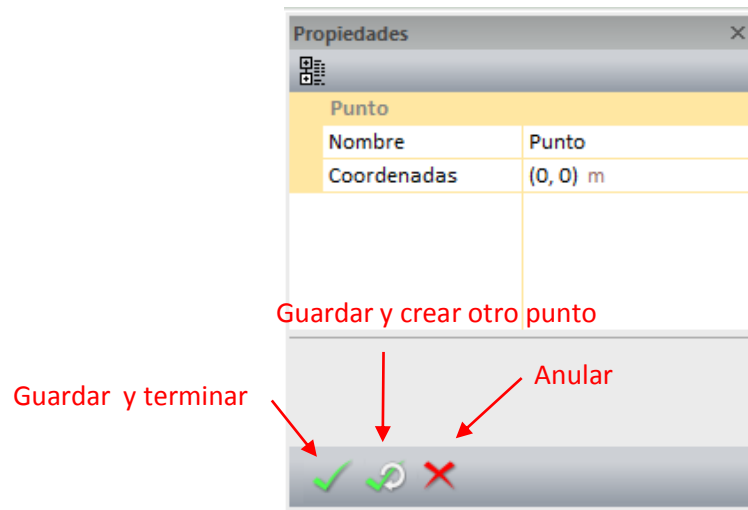 Propiedades
Punto
Nombre Punto
Coordenadas (0, 0) m
Guardar y crear otro punto
Anular
Guardar y terminar